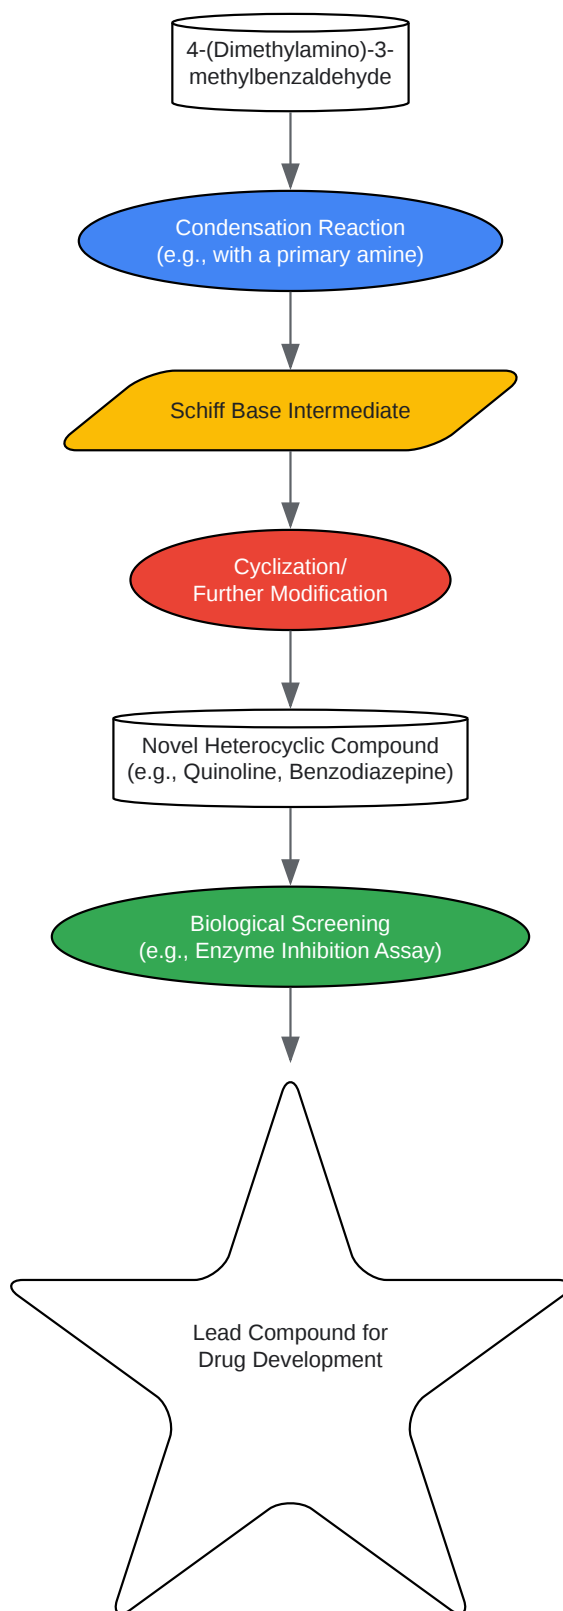 4-(Dimethylamino)-3-
methylbenzaldehyde
Condensation Reaction
(e.g., with a primary amine)
Schiff Base Intermediate
Cyclization/
Further Modification
Novel Heterocyclic Compound
(e.g., Quinoline, Benzodiazepine)
Biological Screening
(e.g., Enzyme Inhibition Assay)
Lead Compound for
Drug Development